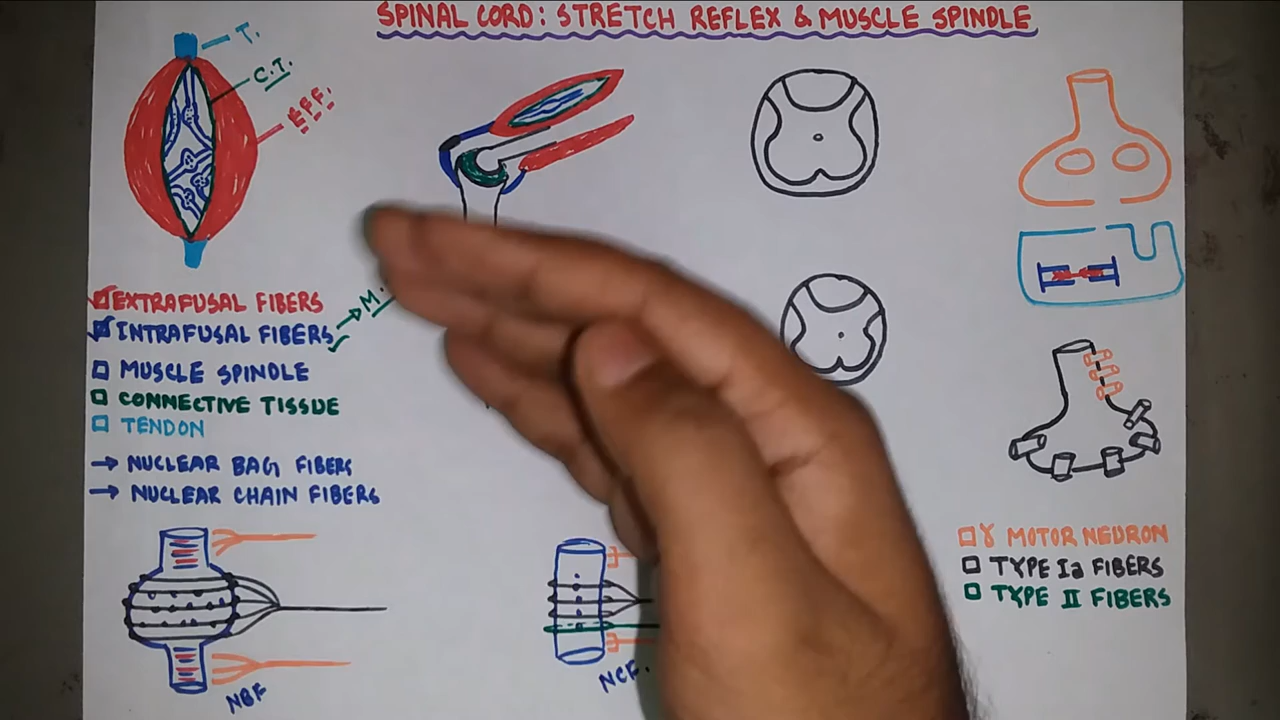 SPINAL CORD: STRETCH REFLEX & MUSCLE SPINDLE
T.
C.T.
E.F.F.
EXTRAFUSAL FIBERS
INTRAFUSAL FIBERS
M.
MUSCLE SPINDLE
CONNECTIVE TISSUE
TENDON
→ NUCLEAR BAG FIBERS
→ NUCLEAR CHAIN FIBERS
NBF
NCF.
γ MOTOR NEURON
TYPE Ia FIBERS
TYPE II FIBERS